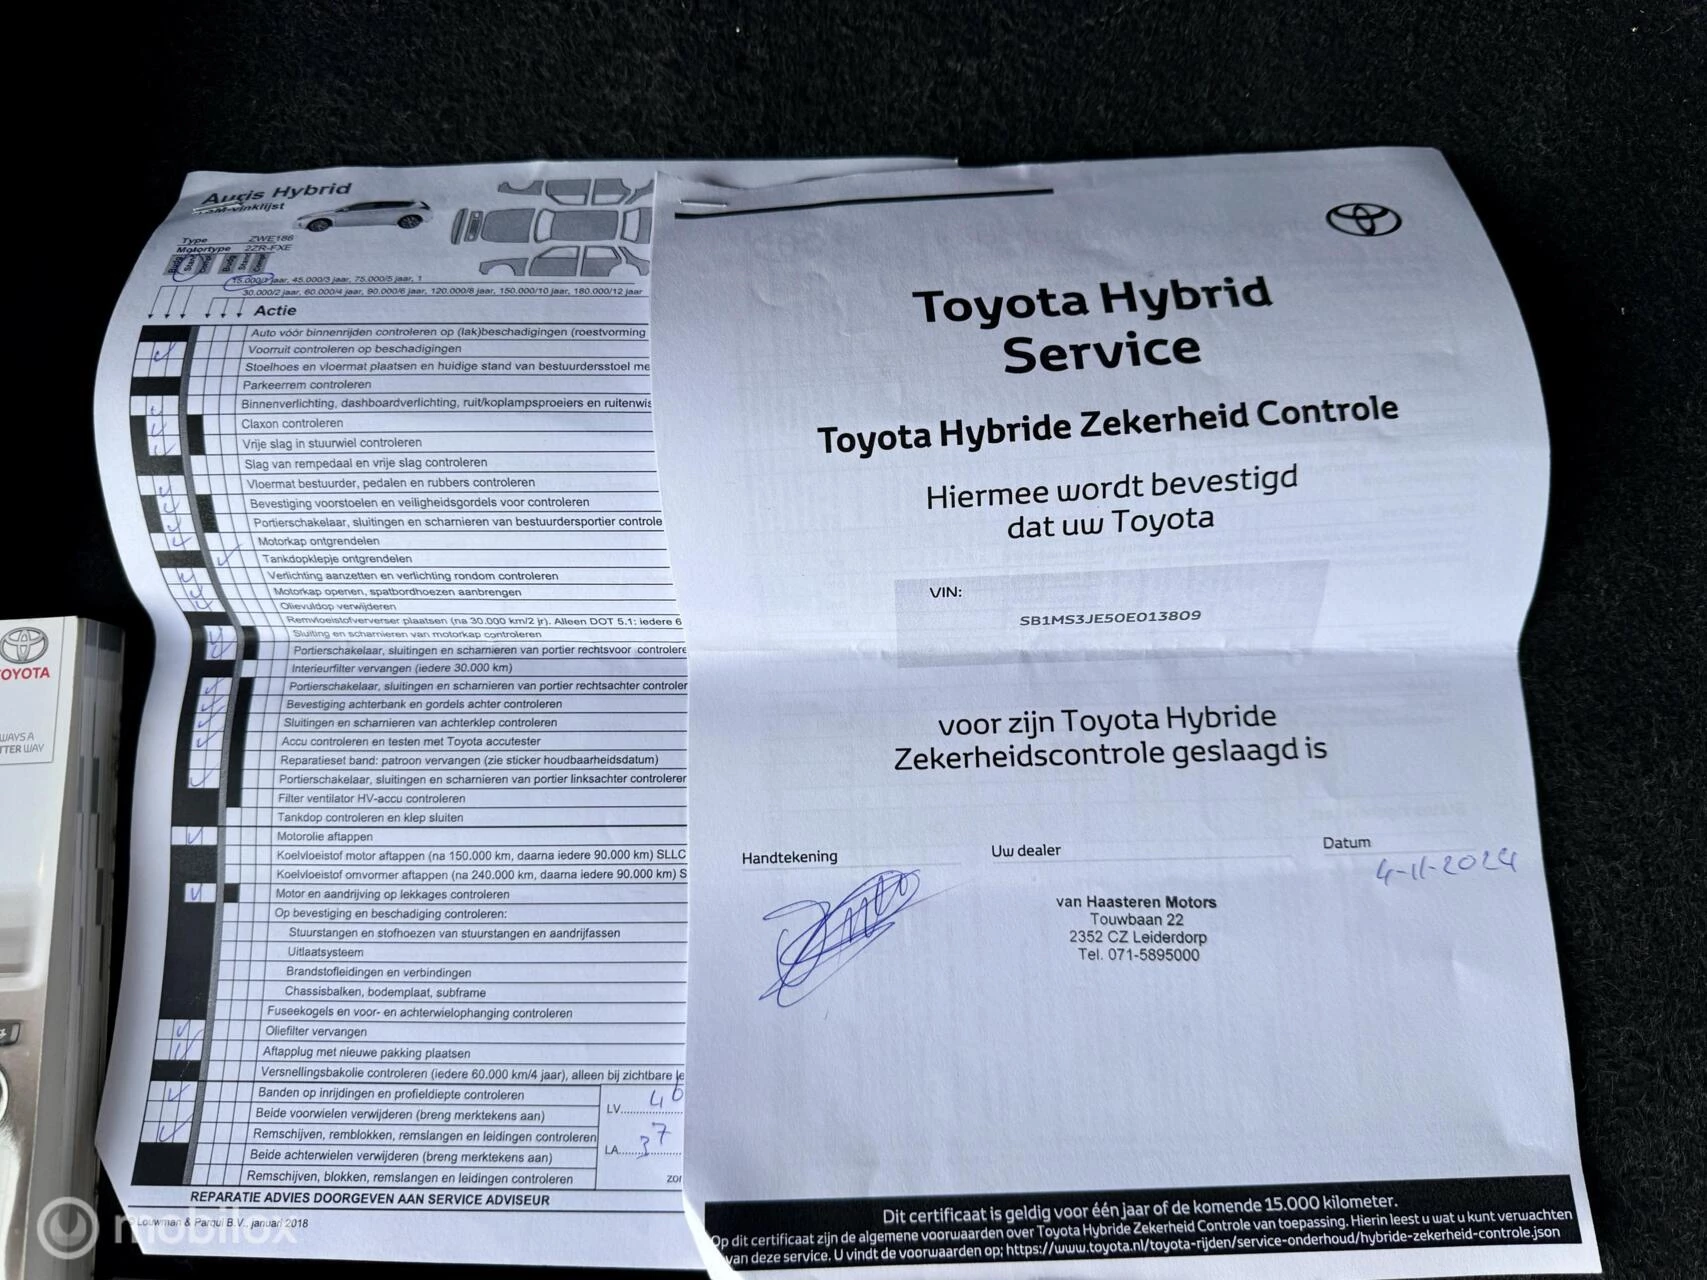 TOYOTA
WAYS A
TTER WAY
Auris Hybrid
Type ZWE186
Motortype 2ZR-FXE
15.000/1 jaar, 45.000/3 jaar, 75.000/5 jaar, 1
30.000/2 jaar, 60.000/4 jaar, 90.000/6 jaar, 120.000/8 jaar, 150.000/10 jaar, 180.000/12 jaar
Actie
Auto vóór binnenrijden controleren op (lak)beschadigingen (roestvorming
Voorruit controleren op beschadigingen
Stoelhoes en vloermat plaatsen en huidige stand van bestuurdersstoel me
Parkeerrem controleren
Binnenverlichting, dashboardverlichting, ruit/koplampsproeiers en ruitenwis
Claxon controleren
Vrije slag in stuurwiel controleren
Slag van rempedaal en vrije slag controleren
Vloermat bestuurder, pedalen en rubbers controleren
Bevestiging voorstoelen en veiligheidsgordels voor controleren
Portierschakelaar, sluitingen en scharnieren van bestuurdersportier controle
Motorkap ontgrendelen
Tankdopklepje ontgrendelen
Verlichting aanzetten en verlichting rondom controleren
Motorkap openen, spatbordhoezen aanbrengen
Olievuldop verwijderen
Remvloeistofververser plaatsen (na 30.000 km/2 jr). Alleen DOT 5.1: iedere 6
Sluiting en scharnieren van motorkap controleren
Portierschakelaar, sluitingen en scharnieren van portier rechtsvoor controlere
Interieurfilter vervangen (iedere 30.000 km)
Portierschakelaar, sluitingen en scharnieren van portier rechtsachter controler
Bevestiging achterbank en gordels achter controleren
Sluitingen en scharnieren van achterklep controleren
Accu controleren en testen met Toyota accutester
Reparatieset band: patroon vervangen (zie sticker houdbaarheidsdatum)
Portierschakelaar, sluitingen en scharnieren van portier linksachter controlerer
Filter ventilator HV-accu controleren
Tankdop controleren en klep sluiten
Motorolie aftappen
Koelvloeistof motor aftappen (na 150.000 km, daarna iedere 90.000 km) SLLC
Koelvloeistof omvormer aftappen (na 240.000 km, daarna iedere 90.000 km) S
Motor en aandrijving op lekkages controleren
Op bevestiging en beschadiging controleren:
Stuurstangen en stofhoezen van stuurstangen en aandrijfassen
Uitlaatsysteem
Brandstofleidingen en verbindingen
Chassisbalken, bodemplaat, subframe
Fuseekogels en voor- en achterwielophanging controleren
Oliefilter vervangen
Aftapplug met nieuwe pakking plaatsen
Versnellingsbakolie controleren (iedere 60.000 km/4 jaar), alleen bij zichtbare le
Banden op inrijdingen en profieldiepte controleren
LV 46
Beide voorwielen verwijderen (breng merktekens aan)
Remschijven, remblokken, remslangen en leidingen controleren
LA 37
Beide achterwielen verwijderen (breng merktekens aan)
Remschijven, blokken, remslangen en leidingen controleren
zor
REPARATIE ADVIES DOORGEVEN AAN SERVICE ADVISEUR
Louwman & Parqui B.V., januari 2018
Toyota Hybrid
Service
Toyota Hybride Zekerheid Controle
Hiermee wordt bevestigd
dat uw Toyota
VIN:
SB1MS3JE50E013809
voor zijn Toyota Hybride
Zekerheidscontrole geslaagd is
Handtekening
Uw dealer
Datum
4-11-2024
van Haasteren Motors
Touwbaan 22
2352 CZ Leiderdorp
Tel. 071-5895000
Dit certificaat is geldig voor één jaar of de komende 15.000 kilometer.
Op dit certificaat zijn de algemene voorwaarden over Toyota Hybride Zekerheid Controle van toepassing. Hierin leest u wat u kunt verwachten
van deze service. U vindt de voorwaarden op; https://www.toyota.nl/toyota-rijden/service-onderhoud/hybride-zekerheid-controle.json
mobilox